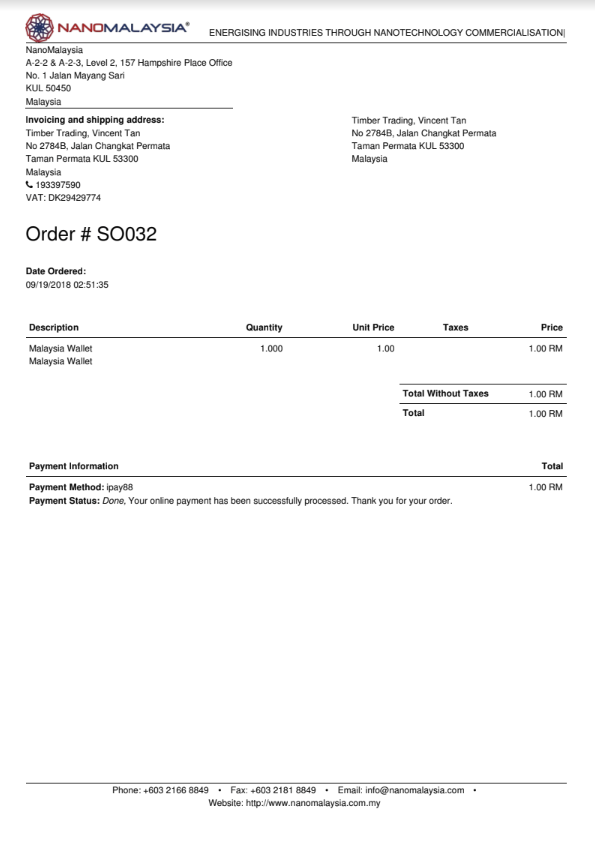 NANOMALAYSIA®
ENERGISING INDUSTRIES THROUGH NANOTECHNOLOGY COMMERCIALISATION|
NanoMalaysia
A-2-2 & A-2-3, Level 2, 157 Hampshire Place Office
No. 1 Jalan Mayang Sari
KUL 50450
Malaysia
Invoicing and shipping address:
Timber Trading, Vincent Tan
No 2784B, Jalan Changkat Permata
Taman Permata KUL 53300
Malaysia
193397590
VAT: DK29429774
Timber Trading, Vincent Tan
No 2784B, Jalan Changkat Permata
Taman Permata KUL 53300
Malaysia
Order # SO032
Date Ordered:
09/19/2018 02:51:35
Description Quantity Unit Price Taxes Price
Malaysia Wallet 1.000 1.00 1.00 RM
Malaysia Wallet
Total Without Taxes 1.00 RM
Total 1.00 RM
Payment Information Total
Payment Method: ipay88 1.00 RM
Payment Status: Done, Your online payment has been successfully processed. Thank you for your order.
Phone: +603 2166 8849 • Fax: +603 2181 8849 • Email: info@nanomalaysia.com •
Website: http://www.nanomalaysia.com.my